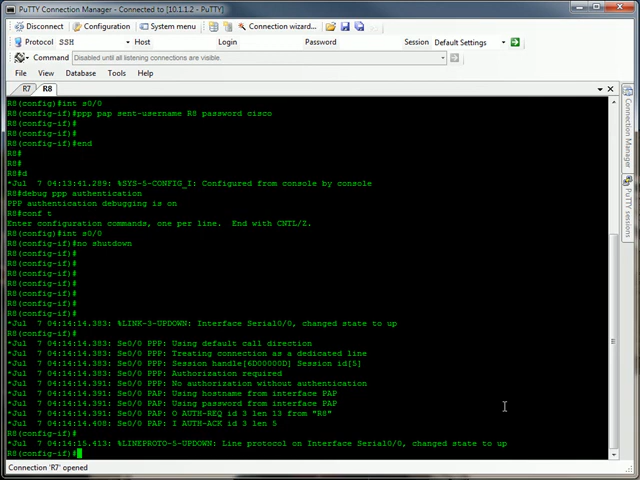 PuTTY Connection Manager - Connected to [10.1.1.2 - PuTTY]
Disconnect Configuration System menu Connection wizard...
Protocol SSH Host Login Password Session Default Settings
Command Disabled until all listening connections are visible.
File View Database Tools Help
R7 R8
R8(config)#int s0/0
R8(config-if)#ppp pap sent-username R8 password cisco
R8(config-if)#
R8(config-if)#
R8(config-if)#end
R8#
R8#
R8#d
*Jul  7 04:13:41.289: %SYS-5-CONFIG_I: Configured from console by console
R8#debug ppp authentication
PPP authentication debugging is on
R8#conf t
Enter configuration commands, one per line.  End with CNTL/Z.
R8(config)#int s0/0
R8(config-if)#no shutdown
R8(config-if)#
R8(config-if)#
R8(config-if)#
R8(config-if)#
R8(config-if)#
R8(config-if)#
R8(config-if)#
*Jul  7 04:14:14.383: %LINK-3-UPDOWN: Interface Serial0/0, changed state to up
R8(config-if)#
*Jul  7 04:14:14.383: Se0/0 PPP: Using default call direction
*Jul  7 04:14:14.383: Se0/0 PPP: Treating connection as a dedicated line
*Jul  7 04:14:14.383: Se0/0 PPP: Session handle[6D00000D] Session id[5]
*Jul  7 04:14:14.383: Se0/0 PPP: Authorization required
*Jul  7 04:14:14.391: Se0/0 PPP: No authorization without authentication
*Jul  7 04:14:14.391: Se0/0 PAP: Using hostname from interface PAP
*Jul  7 04:14:14.391: Se0/0 PAP: Using password from interface PAP
*Jul  7 04:14:14.391: Se0/0 PAP: O AUTH-REQ id 3 len 13 from "R8"
*Jul  7 04:14:14.408: Se0/0 PAP: I AUTH-ACK id 3 len 5
R8(config-if)#
*Jul  7 04:14:15.413: %LINEPROTO-5-UPDOWN: Line protocol on Interface Serial0/0, changed state to up
R8(config-if)#
Connection Manager
PuTTY sessions
Connection 'R7' opened